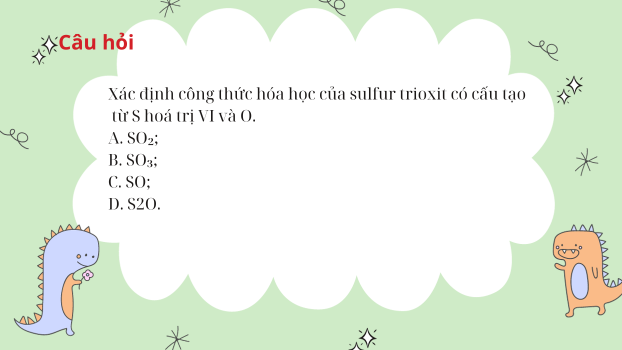 Câu hỏi
Xác định công thức hóa học của sulfur trioxit có cấu tạo
từ S hoá trị VI và O.
A. SO₂;
B. SO₃;
C. SO;
D. S2O.